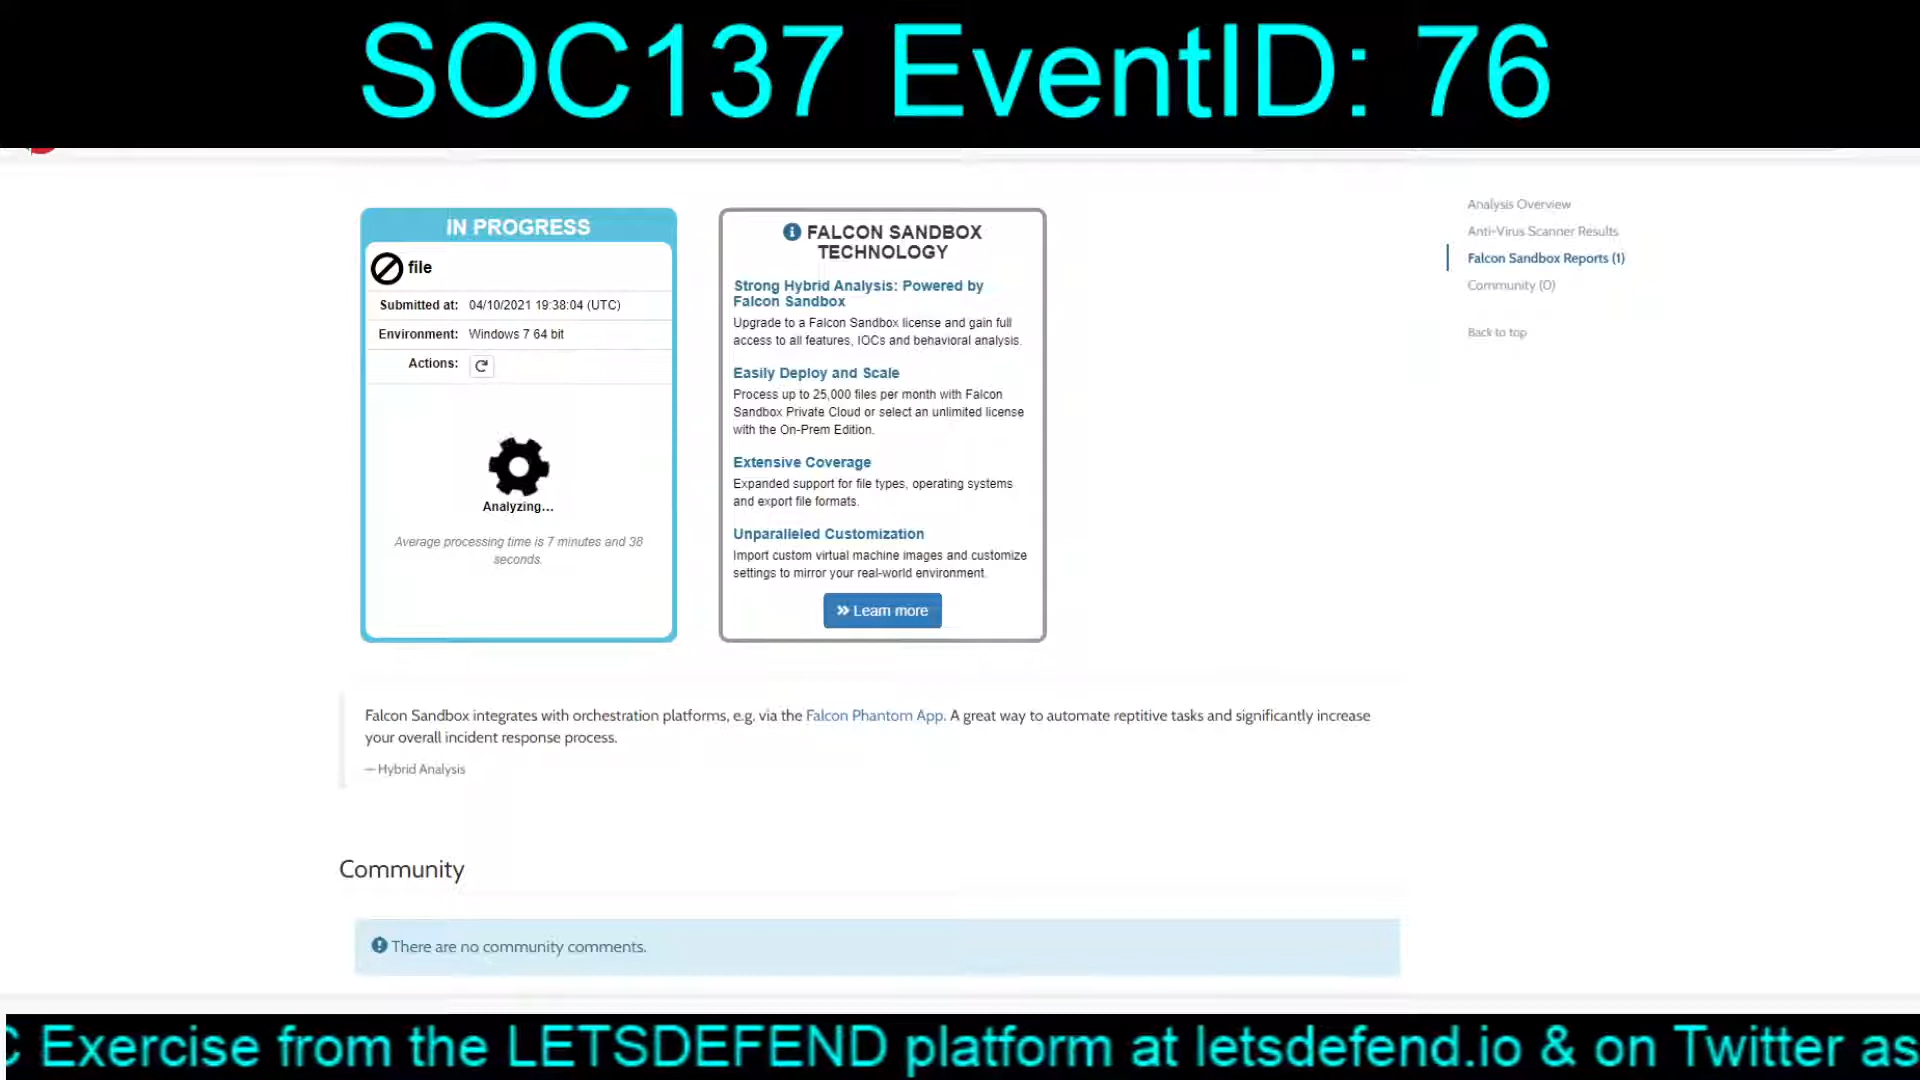 SOC137 EventID: 76
IN PROGRESS
file
Submitted at: 04/10/2021 19:38:04 (UTC)
Environment: Windows 7 64 bit
Actions:
Analyzing...
Average processing time is 7 minutes and 38
seconds.
FALCON SANDBOX
TECHNOLOGY
Strong Hybrid Analysis: Powered by
Falcon Sandbox
Upgrade to a Falcon Sandbox license and gain full
access to all features, IOCs and behavioral analysis.
Easily Deploy and Scale
Process up to 25,000 files per month with Falcon
Sandbox Private Cloud or select an unlimited license
with the On-Prem Edition.
Extensive Coverage
Expanded support for file types, operating systems
and export file formats.
Unparalleled Customization
Import custom virtual machine images and customize
settings to mirror your real-world environment.
Learn more
Analysis Overview
Anti-Virus Scanner Results
Falcon Sandbox Reports (1)
Community (0)
Back to top
Falcon Sandbox integrates with orchestration platforms, e.g. via the Falcon Phantom App. A great way to automate reptitive tasks and significantly increase
your overall incident response process.
— Hybrid Analysis
Community
There are no community comments.
C Exercise from the LETSDEFEND platform at letsdefend.io & on Twitter as